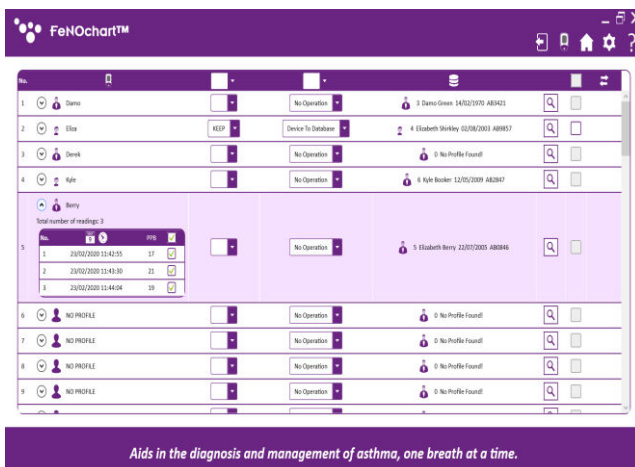 FeNOchart™
?
No.
1 Damo No Operation 3 Damo Green 14/02/1970 AB3421
2 Eliza KEEP Device To Database 4 Elizabeth Shirkley 02/08/2003 AB9857
3 Derek No Operation 0 No Profile Found!
4 Kyle No Operation 6 Kyle Booker 12/05/2009 AB2847
Berry
Total number of readings: 3
No. PPB
1 23/02/2020 11:42:55 17
2 23/02/2020 11:43:30 21
3 23/02/2020 11:44:04 19
5 No Operation 5 Elizabeth Berry 22/07/2005 AB0846
6 NO PROFILE No Operation 0 No Profile Found!
7 NO PROFILE No Operation 0 No Profile Found!
8 NO PROFILE No Operation 0 No Profile Found!
9 NO PROFILE No Operation 0 No Profile Found!
Aids in the diagnosis and management of asthma, one breath at a time.